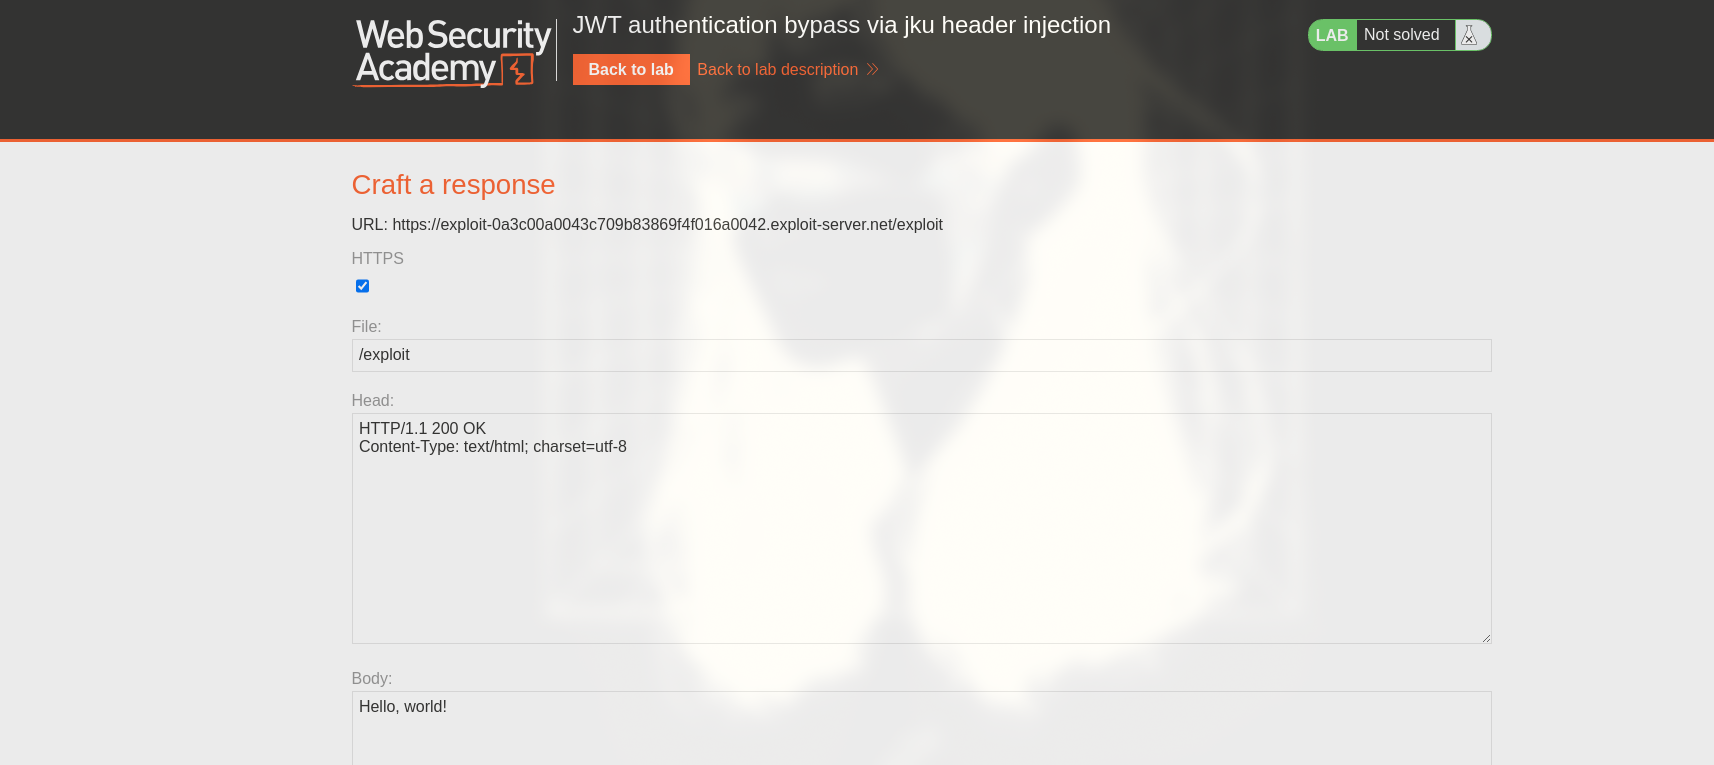 WebSecurity
Academy
JWT authentication bypass via jku header injection
Back to lab
Back to lab description
LAB
Not solved
Craft a response
URL: https://exploit-0a3c00a0043c709b83869f4f016a0042.exploit-server.net/exploit
HTTPS
File:
/exploit
Head:
HTTP/1.1 200 OK
Content-Type: text/html; charset=utf-8
Body:
Hello, world!